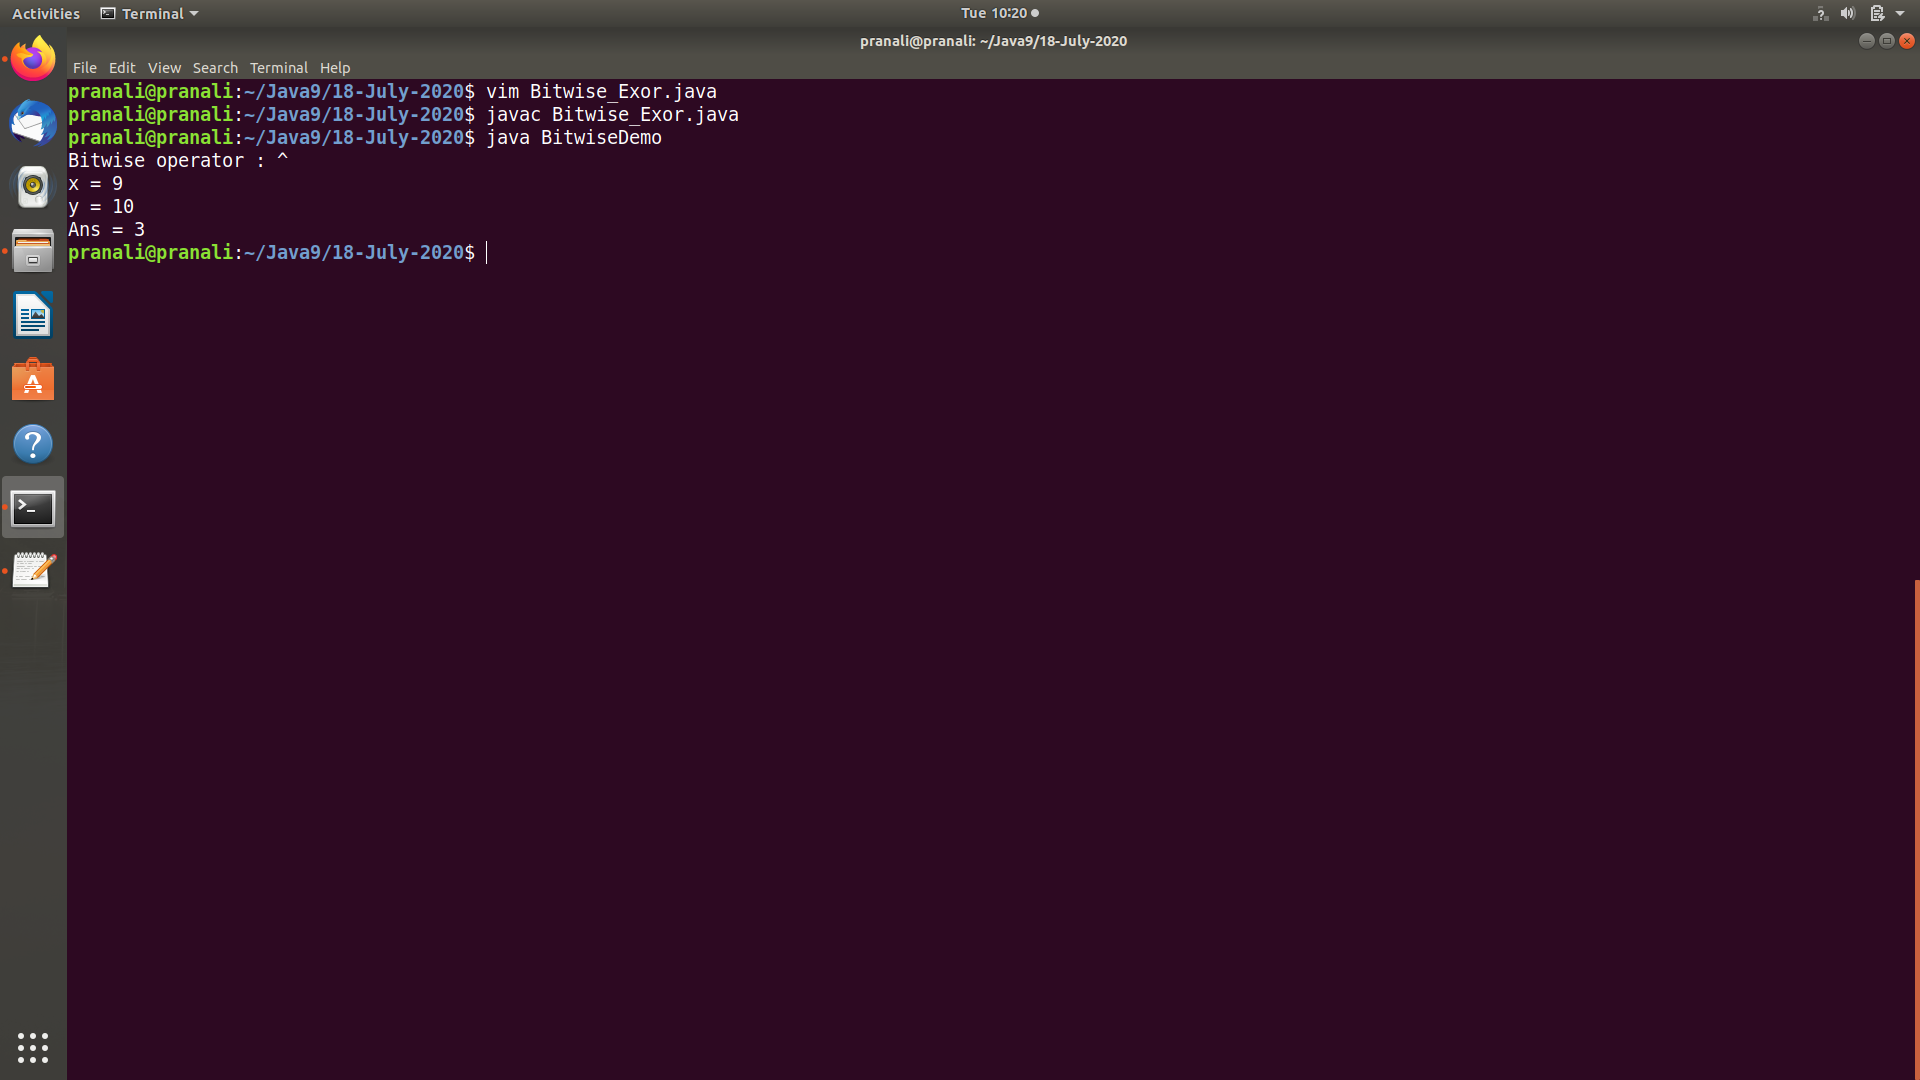 Activities Terminal Tue 10:20
pranali@pranali: ~/Java9/18-July-2020
File Edit View Search Terminal Help
pranali@pranali:~/Java9/18-July-2020$ vim Bitwise_Exor.java
pranali@pranali:~/Java9/18-July-2020$ javac Bitwise_Exor.java
pranali@pranali:~/Java9/18-July-2020$ java BitwiseDemo
Bitwise operator : ^
x = 9
y = 10
Ans = 3
pranali@pranali:~/Java9/18-July-2020$